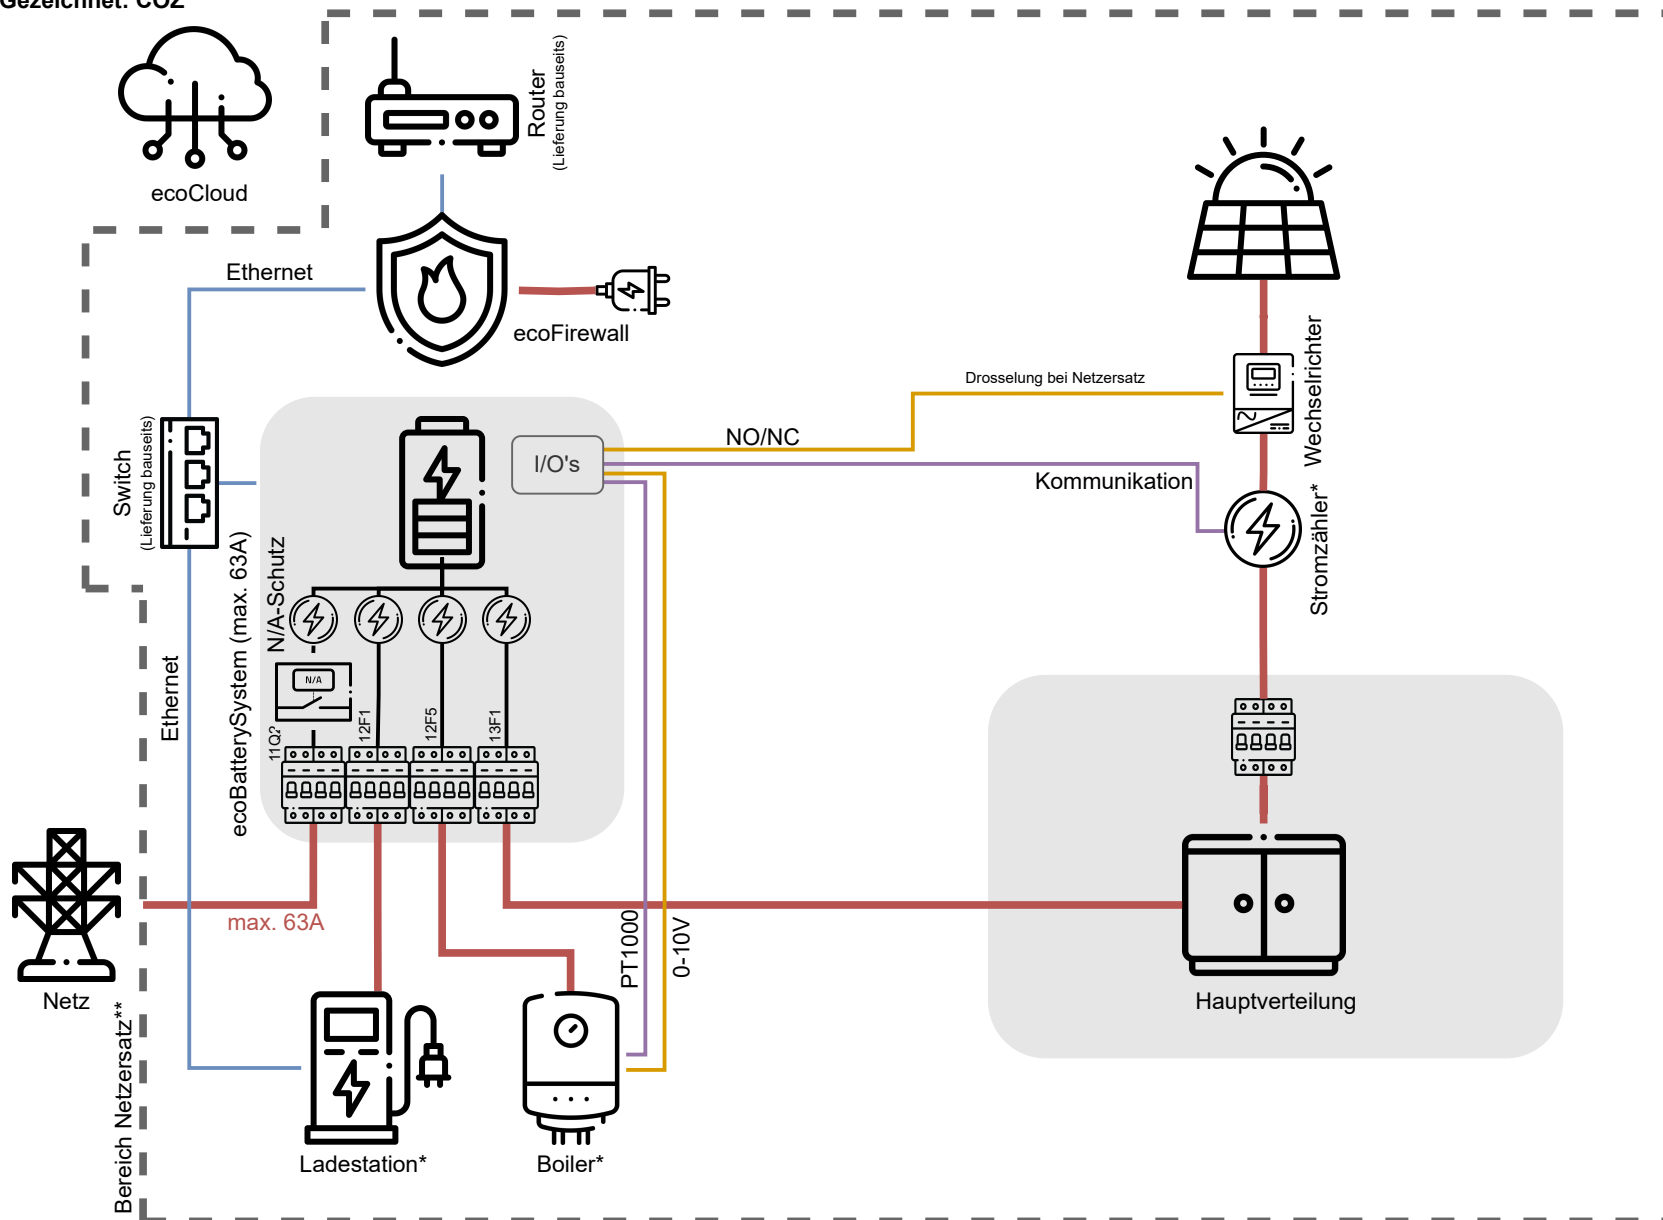 Gezeichnet: COZ
ecoCloud
Router
(Lieferung bauseits)
Ethernet
ecoFirewall
Switch
(Lieferung bauseits)
Drosselung bei Netzersatz
Wechselrichter
NO/NC
I/O's
Kommunikation
Stromzähler*
ecoBatterySystem (max. 63A)
N/A-Schutz
N/A
11Q2
12F1
12F5
13F1
Ethernet
max. 63A
PT1000
0-10V
Netz
Hauptverteilung
Bereich Netzersatz**
Ladestation*
Boiler*